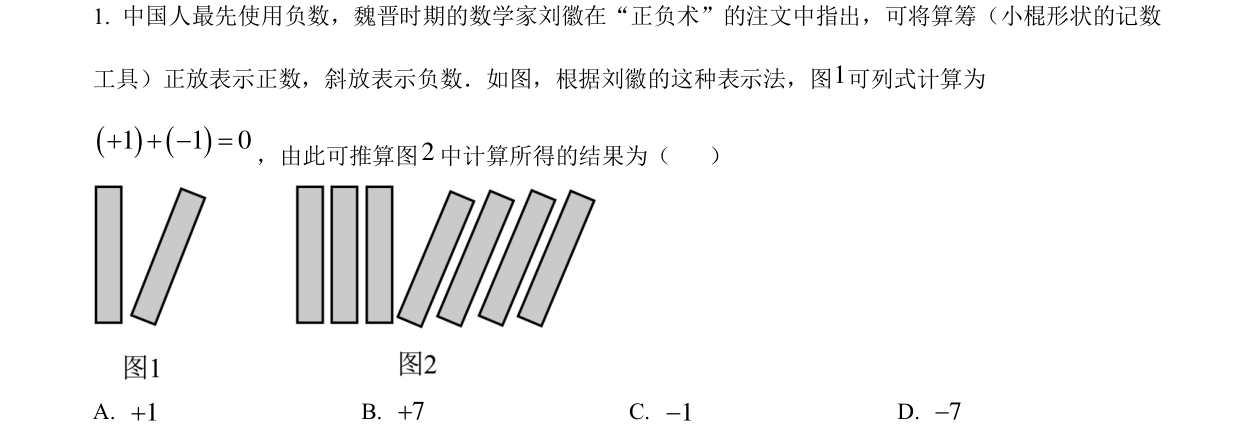 1. 中国人最先使用负数，魏晋时期的数学家刘徽在“正负术”的注文中指出，可将算筹（小棍形状的记数
工具）正放表示正数，斜放表示负数．如图，根据刘徽的这种表示法，图1可列式计算为
(+1)+(−1)=0，由此可推算图2中计算所得的结果为（　　）
图1 图2
A. +1 B. +7 C. −1 D. −7